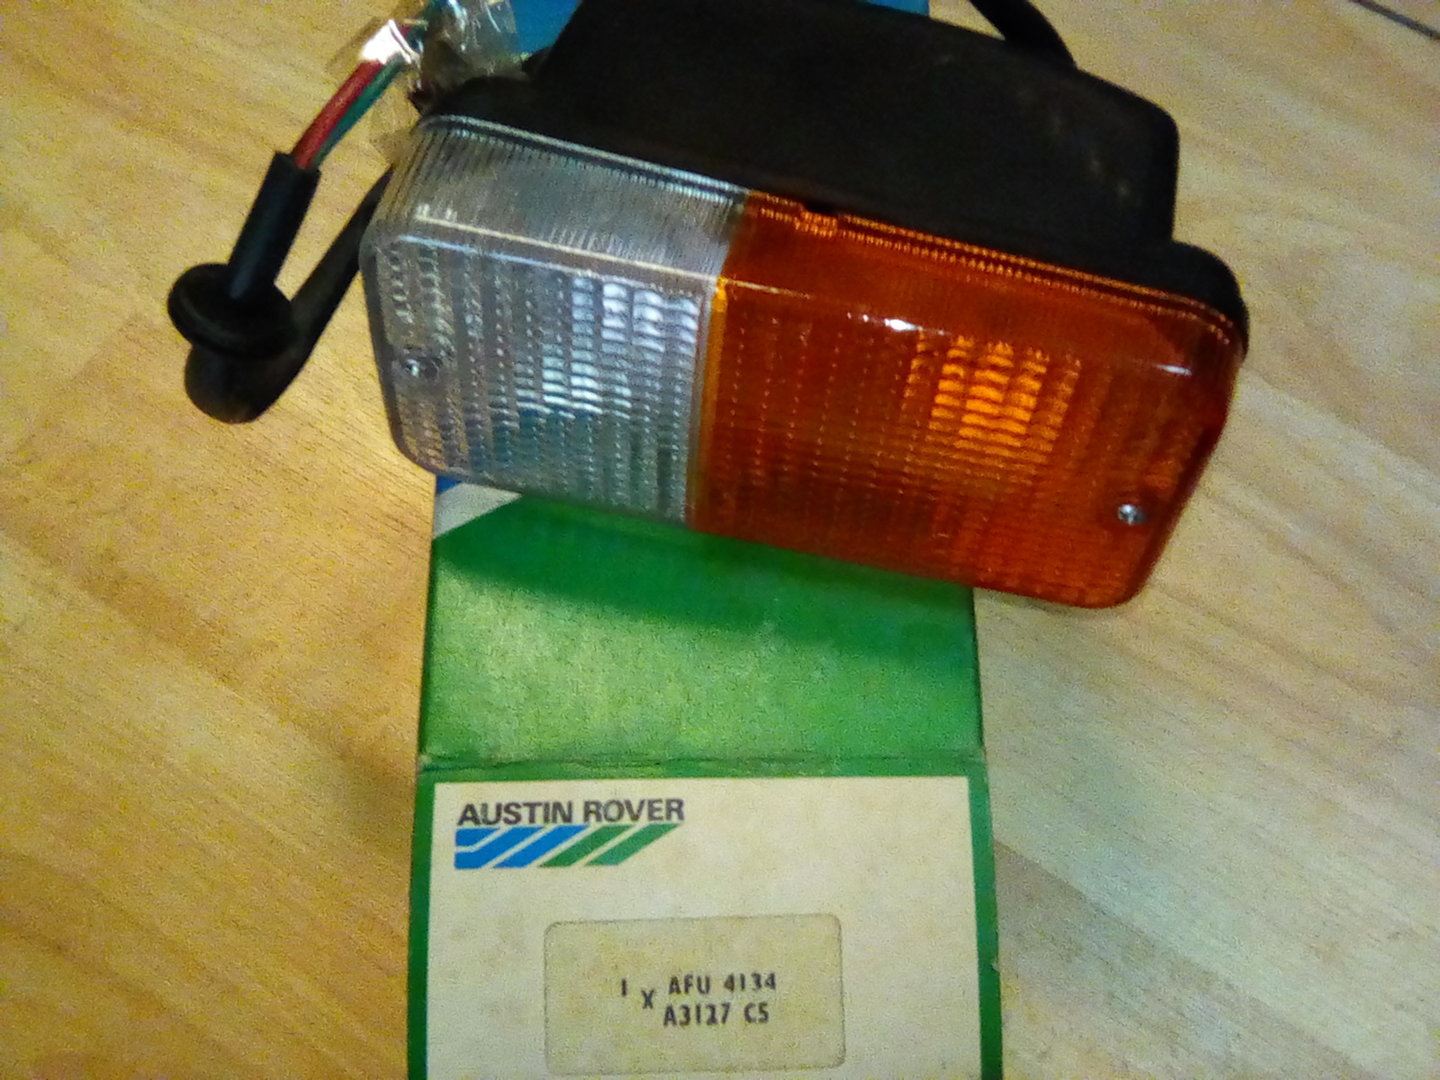 AUSTIN ROVER
1 x AFU 4134
A3127 C5